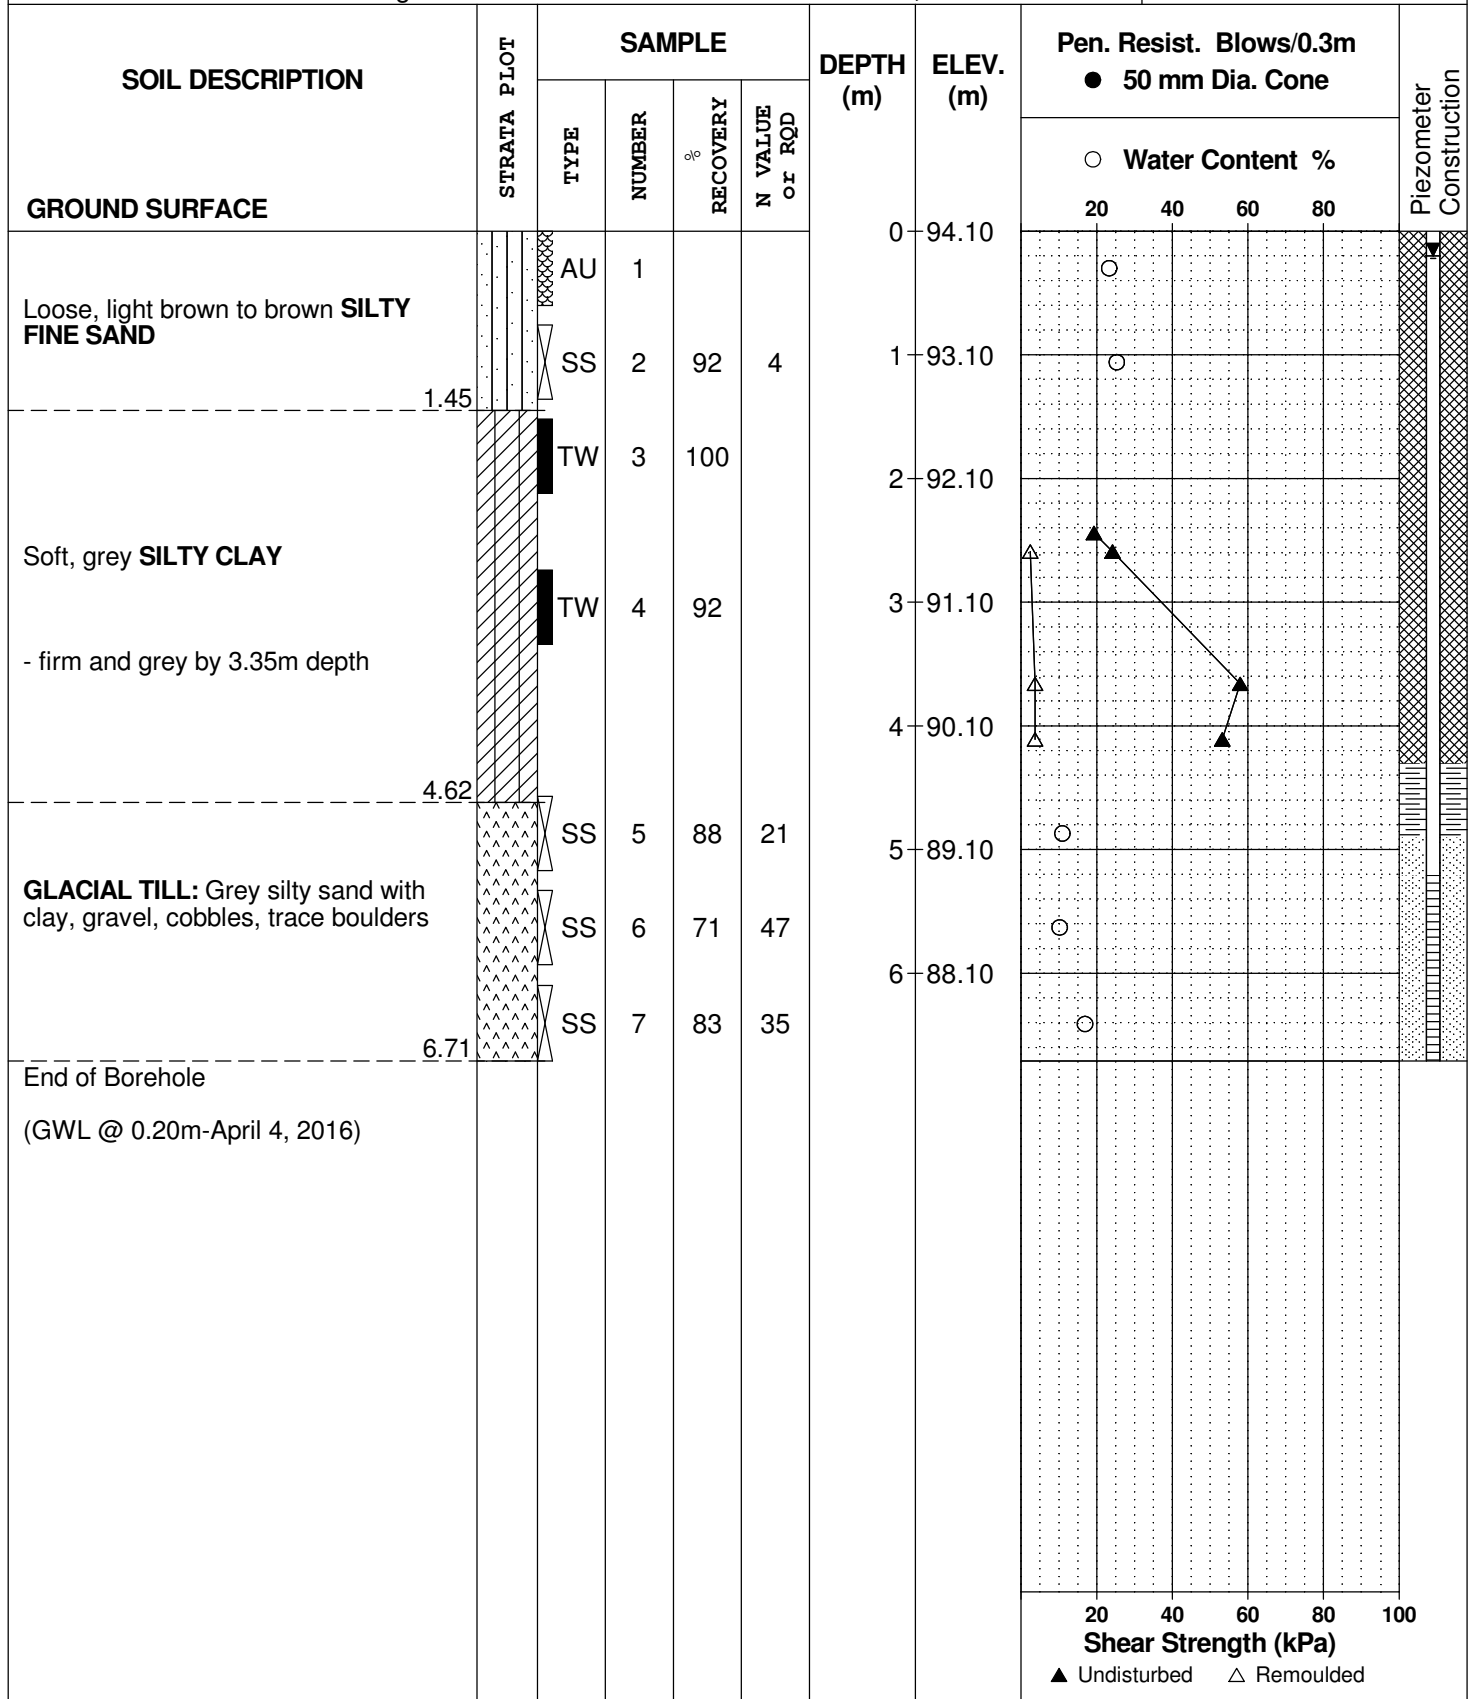 SOIL DESCRIPTION
GROUND SURFACE
STRATA PLOT
SAMPLE
TYPE
NUMBER
%
RECOVERY
N VALUE
or RQD
DEPTH
(m)
ELEV.
(m)
Pen. Resist. Blows/0.3m
● 50 mm Dia. Cone
○ Water Content %
20 40 60 80
Piezometer
Construction
0 94.10
AU 1
Loose, light brown to brown SILTY
FINE SAND
SS 2 92 4
1 93.10
1.45
TW 3 100
2 92.10
Soft, grey SILTY CLAY
TW 4 92
3 91.10
- firm and grey by 3.35m depth
4 90.10
4.62
SS 5 88 21
5 89.10
GLACIAL TILL: Grey silty sand with
clay, gravel, cobbles, trace boulders
SS 6 71 47
6 88.10
SS 7 83 35
6.71
End of Borehole
(GWL @ 0.20m-April 4, 2016)
20 40 60 80 100
Shear Strength (kPa)
▲ Undisturbed △ Remoulded